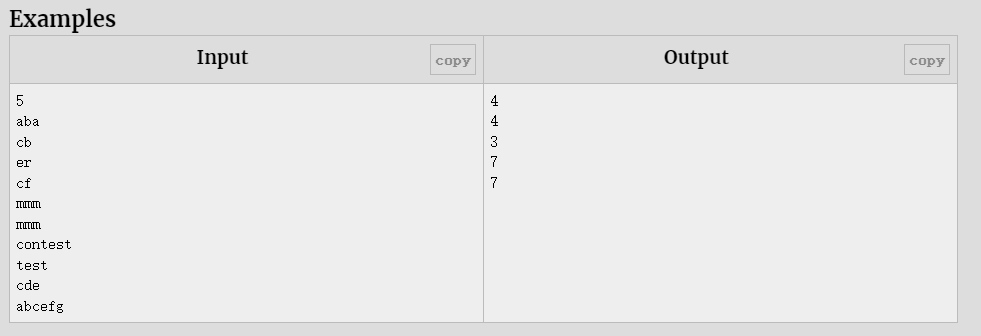 Examples
Input copy Output copy
5
aba
cb
er
cf
mmm
mmm
contest
test
cde
abcefg
4
4
3
7
7